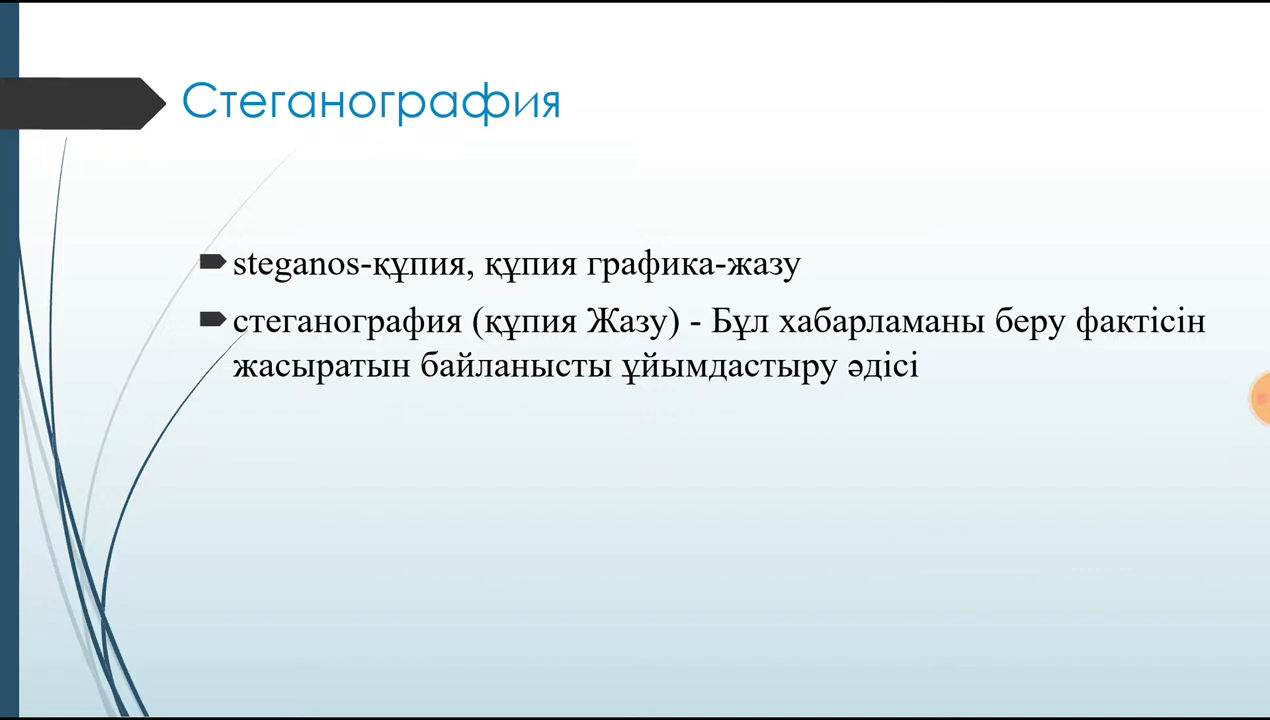 Стеганография
steganos-құпия, құпия графика-жазу
стеганография (құпия Жазу) - Бұл хабарламаны беру фактісін
жасыратын байланысты ұйымдастыру әдісі